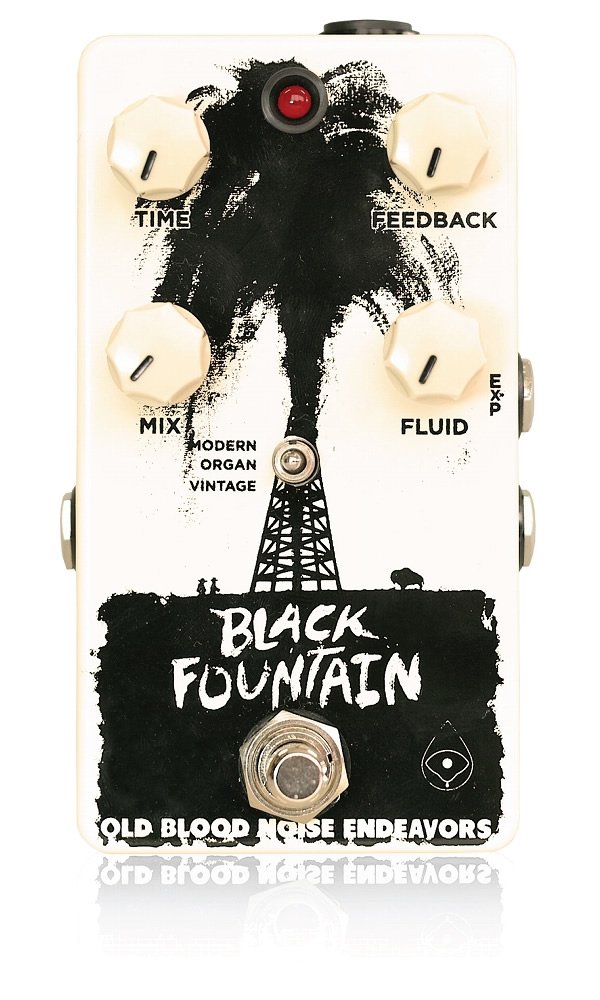 TIME
FEEDBACK
MIX
FLUID
EXP
MODERN
ORGAN
VINTAGE
BLACK
FOUNTAIN
OLD BLOOD NOISE ENDEAVORS